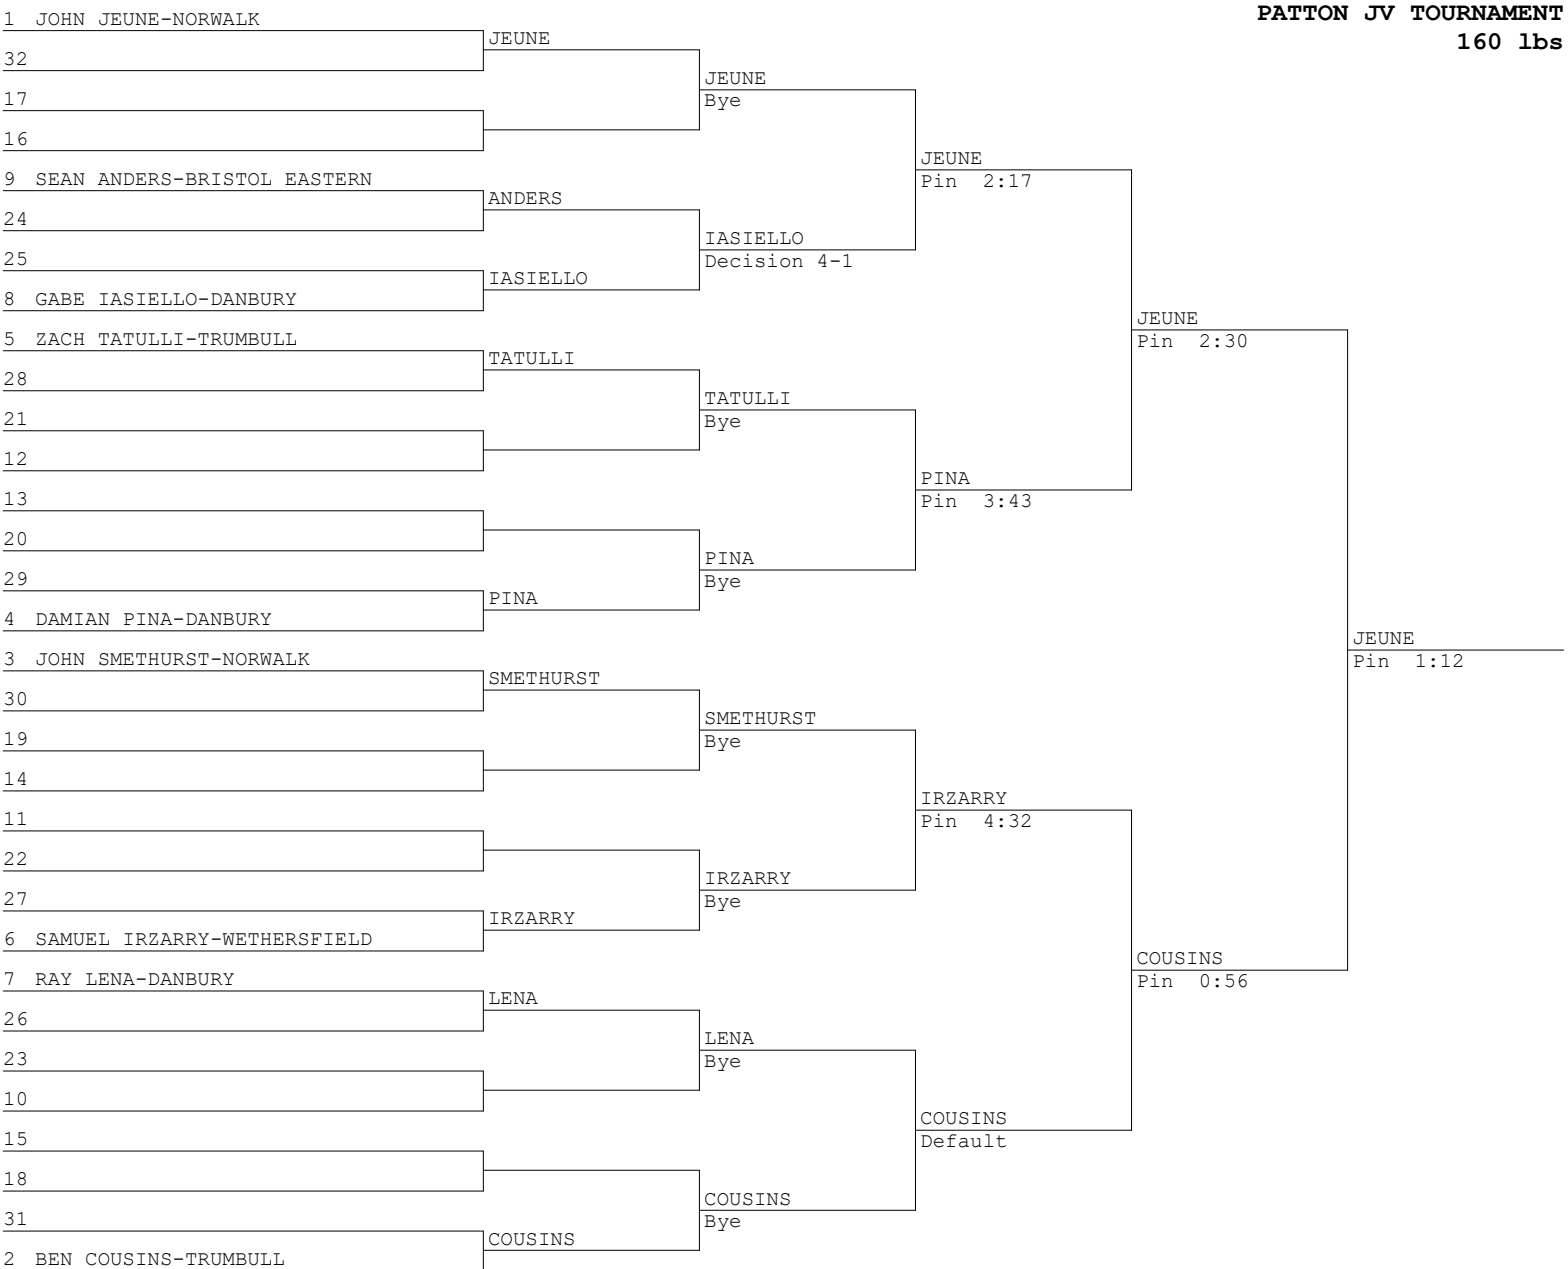 PATTON JV TOURNAMENT
160 lbs
1 JOHN JEUNE-NORWALK
JEUNE
32
JEUNE
Bye
17
16
JEUNE
Pin 2:17
9 SEAN ANDERS-BRISTOL EASTERN
ANDERS
24
IASIELLO
Decision 4-1
25
IASIELLO
8 GABE IASIELLO-DANBURY
JEUNE
Pin 2:30
5 ZACH TATULLI-TRUMBULL
TATULLI
28
TATULLI
Bye
21
12
PINA
Pin 3:43
13
20
PINA
Bye
29
PINA
4 DAMIAN PINA-DANBURY
JEUNE
Pin 1:12
3 JOHN SMETHURST-NORWALK
SMETHURST
30
SMETHURST
Bye
19
14
IRZARRY
Pin 4:32
11
22
IRZARRY
Bye
27
IRZARRY
6 SAMUEL IRZARRY-WETHERSFIELD
COUSINS
Pin 0:56
7 RAY LENA-DANBURY
LENA
26
LENA
Bye
23
10
COUSINS
Default
15
18
COUSINS
Bye
31
COUSINS
2 BEN COUSINS-TRUMBULL